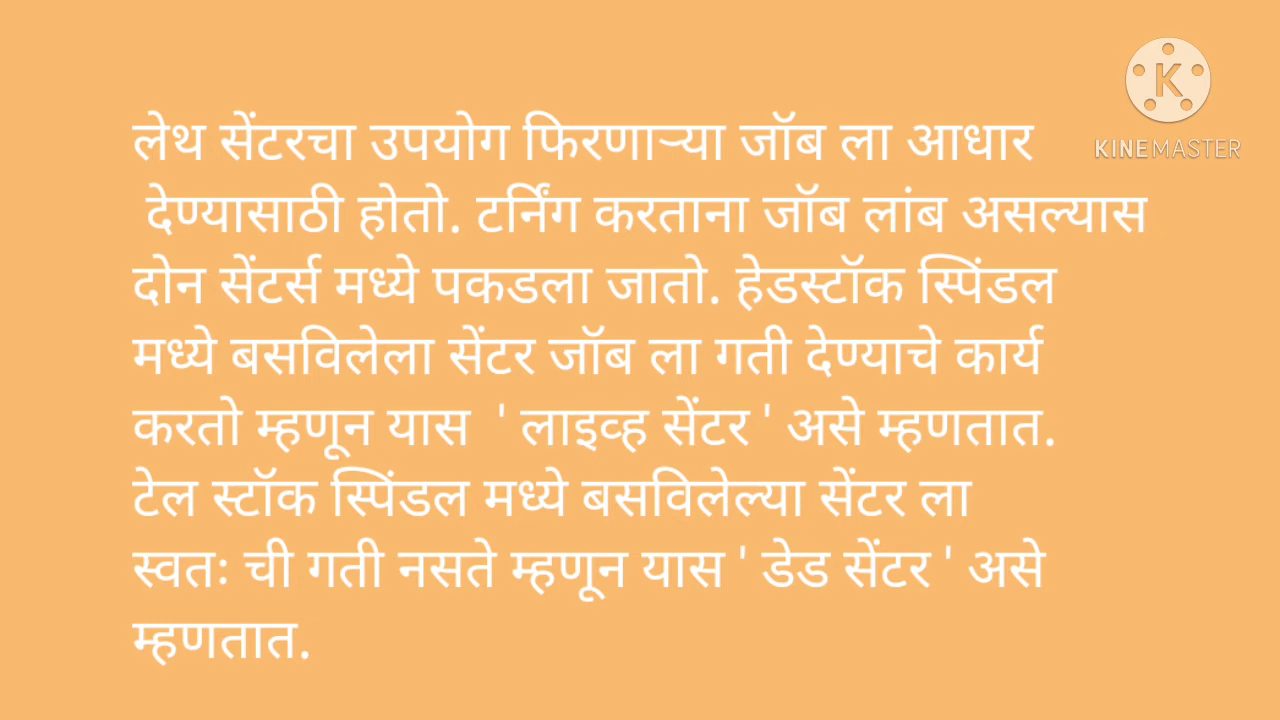 लेथ सेंटरचा उपयोग फिरणाऱ्या जॉब ला आधार
देण्यासाठी होतो. टर्निंग करताना जॉब लांब असल्यास
दोन सेंटर्स मध्ये पकडला जातो. हेडस्टॉक स्पिंडल
मध्ये बसविलेला सेंटर जॉब ला गती देण्याचे कार्य
करतो म्हणून यास ' लाइव्ह सेंटर ' असे म्हणतात.
टेल स्टॉक स्पिंडल मध्ये बसविलेल्या सेंटर ला
स्वतः ची गती नसते म्हणून यास ' डेड सेंटर ' असे
म्हणतात.
K
KINEMASTER